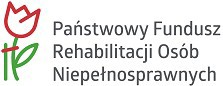 Państwowy Fundusz
Rehabilitacji Osób
Niepełnosprawnych